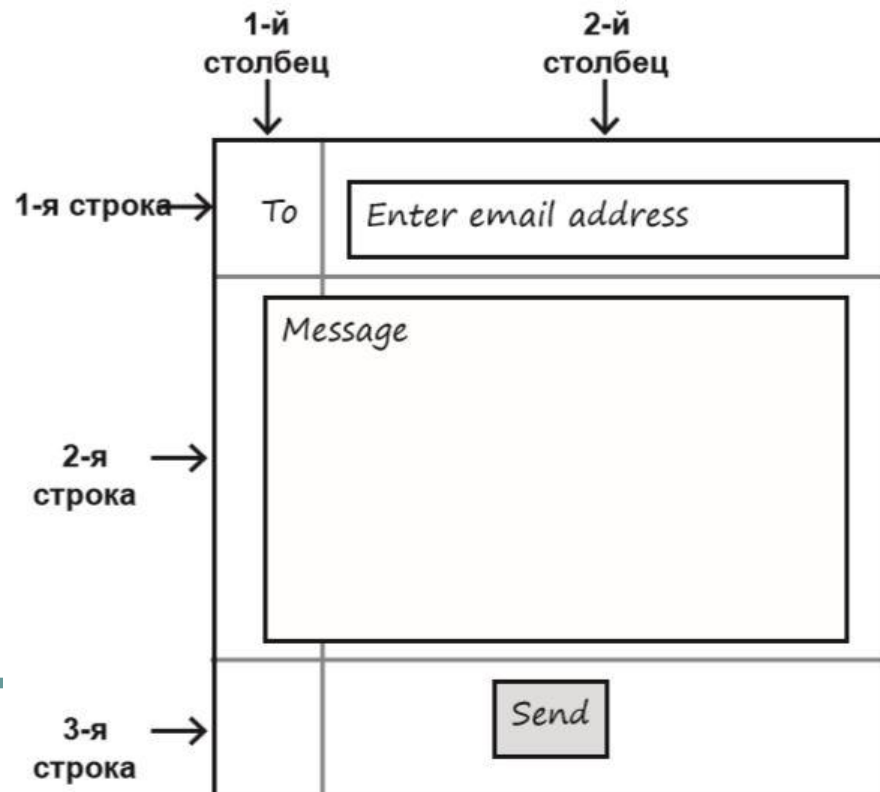 1-й
столбец
2-й
столбец
1-я строка
To
Enter email address
Message
2-я
строка
Send
3-я
строка